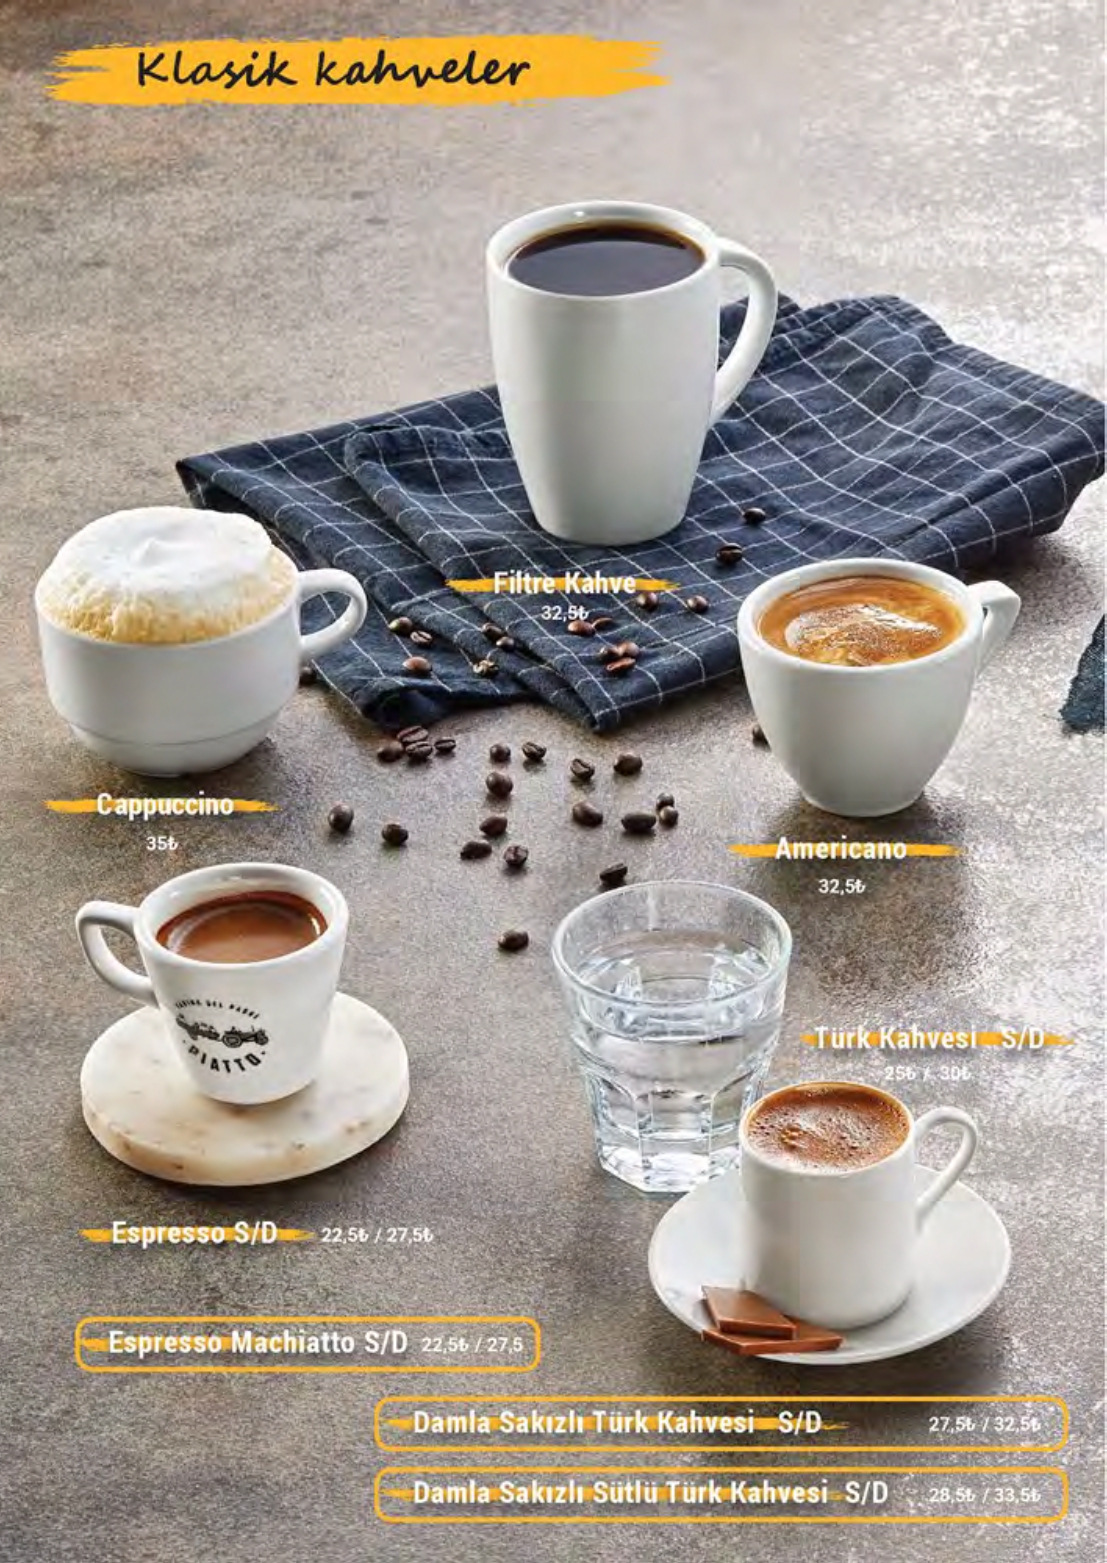 Klasik kahveler
Filtre Kahve
32,5₺
Cappuccino
35₺
Americano
32,5₺
PIATTO
Türk Kahvesi S/D
25₺ / 30₺
Espresso S/D 22,5₺ / 27,5₺
Espresso Machiatto S/D 22,5₺ / 27,5
Damla Sakızlı Türk Kahvesi S/D 27,5₺ / 32,5₺
Damla Sakızlı Sütlü Türk Kahvesi S/D 28,5₺ / 33,5₺